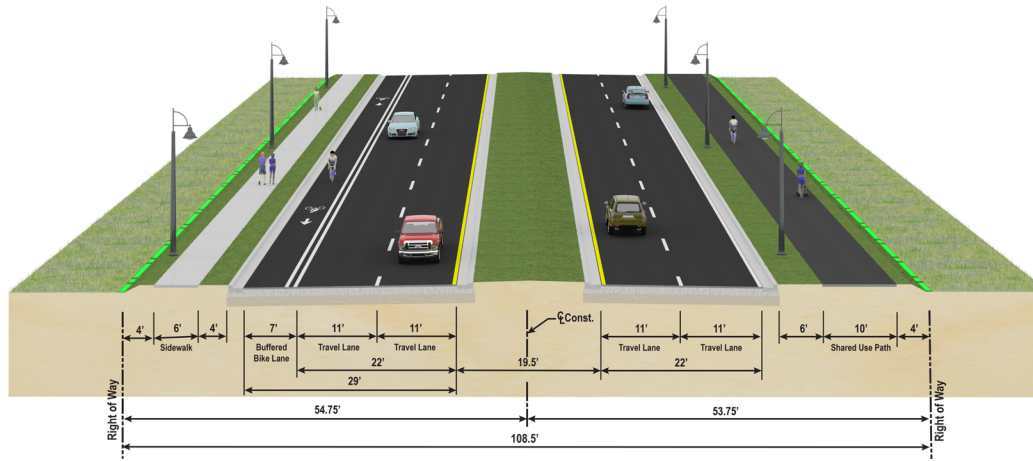 ℄ Const.
4'
6'
4'
7'
11'
11'
11'
11'
6'
10'
4'
Sidewalk
Buffered
Bike Lane
Travel Lane
Travel Lane
Travel Lane
Travel Lane
Shared Use Path
22'
19.5'
22'
29'
Right of Way
54.75'
53.75'
Right of Way
108.5'